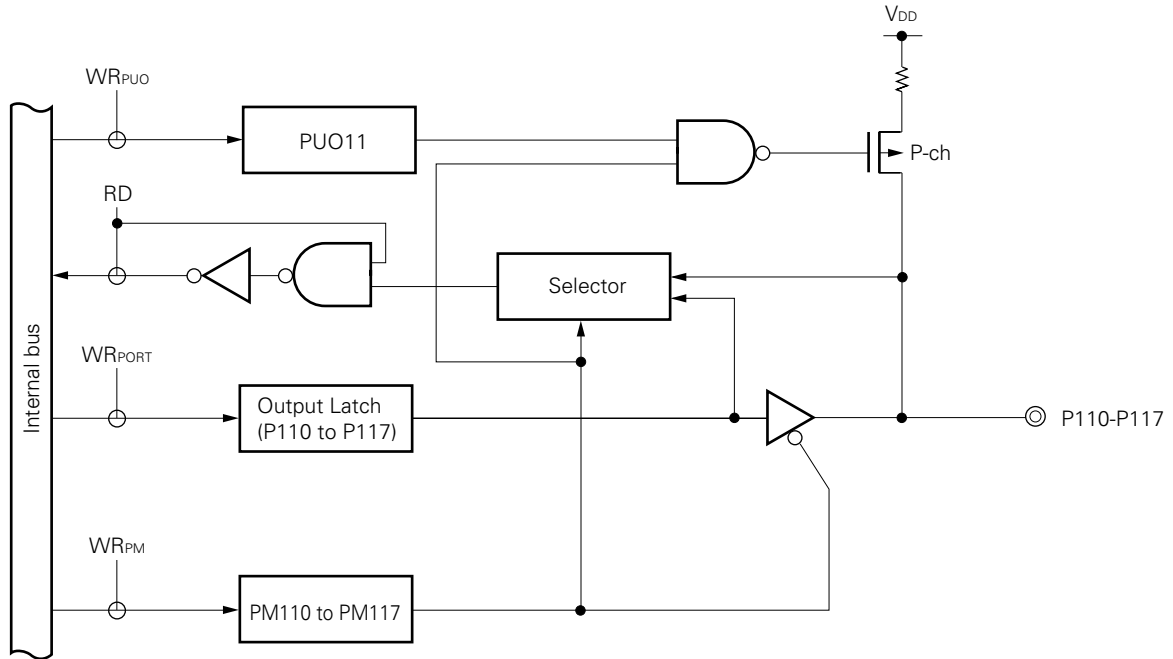 VDD
WRPUO
PUO11
P-ch
RD
Selector
Internal bus
WRPORT
Output Latch
(P110 to P117)
P110-P117
WRPM
PM110 to PM117